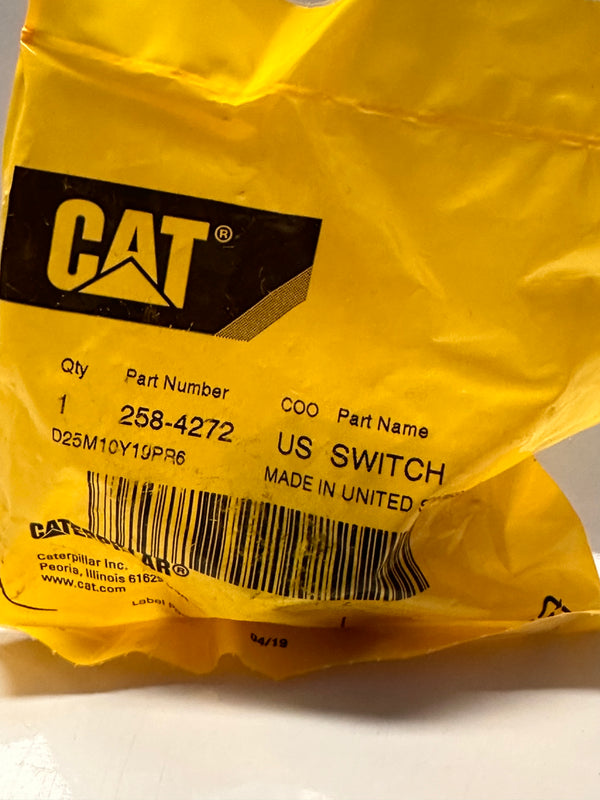 CAT®
Qty Part Number COO Part Name
1 258-4272 US SWITCH
D25M10Y19PR6 MADE IN UNITED
CATERPILLAR®
Caterpillar Inc.
Peoria, Illinois
www.cat.com
Label
04/19